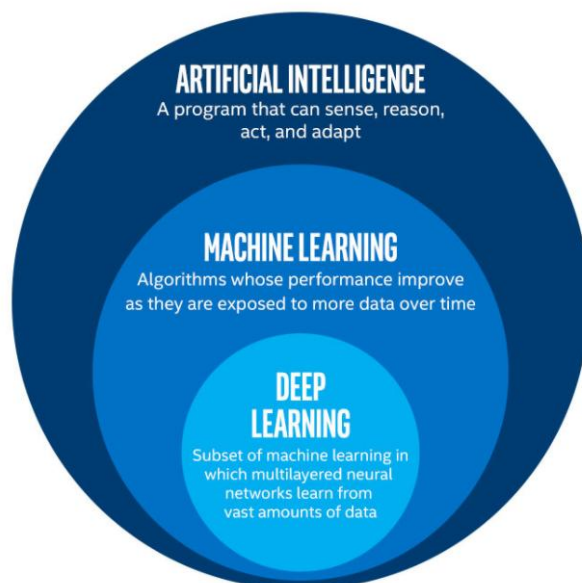 ARTIFICIAL INTELLIGENCE
A program that can sense, reason,
act, and adapt
MACHINE LEARNING
Algorithms whose performance improve
as they are exposed to more data over time
DEEP
LEARNING
Subset of machine learning in
which multilayered neural
networks learn from
vast amounts of data